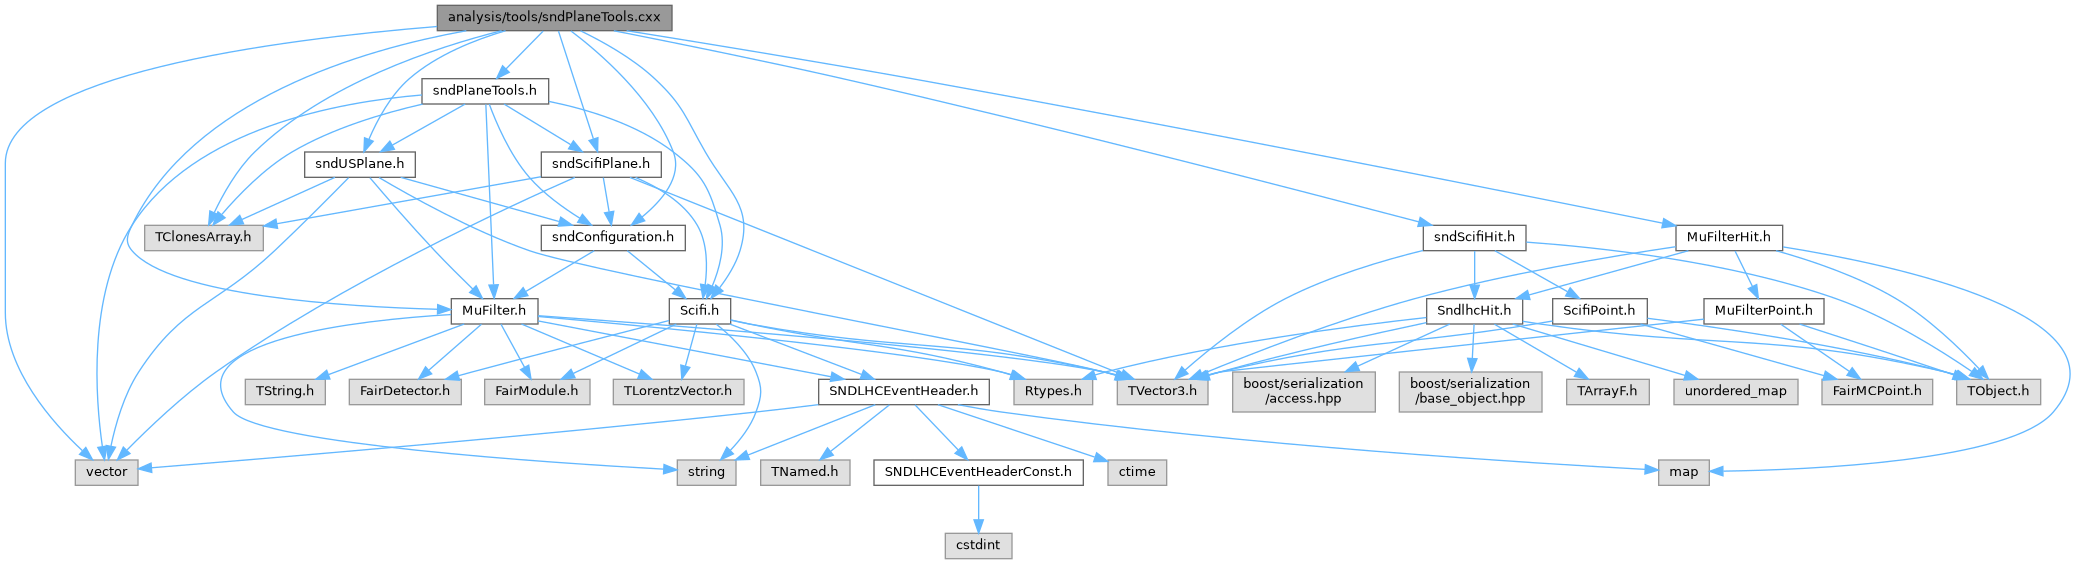 analysis/tools/sndPlaneTools.cxx
sndPlaneTools.h
sndUSPlane.h
sndScifiPlane.h
TClonesArray.h
sndConfiguration.h
sndScifiHit.h
MuFilterHit.h
MuFilter.h
Scifi.h
SndlhcHit.h
ScifiPoint.h
MuFilterPoint.h
TString.h
FairDetector.h
FairModule.h
TLorentzVector.h
SNDLHCEventHeader.h
Rtypes.h
TVector3.h
boost/serialization
/access.hpp
boost/serialization
/base_object.hpp
TArrayF.h
unordered_map
FairMCPoint.h
TObject.h
vector
string
TNamed.h
SNDLHCEventHeaderConst.h
ctime
map
cstdint